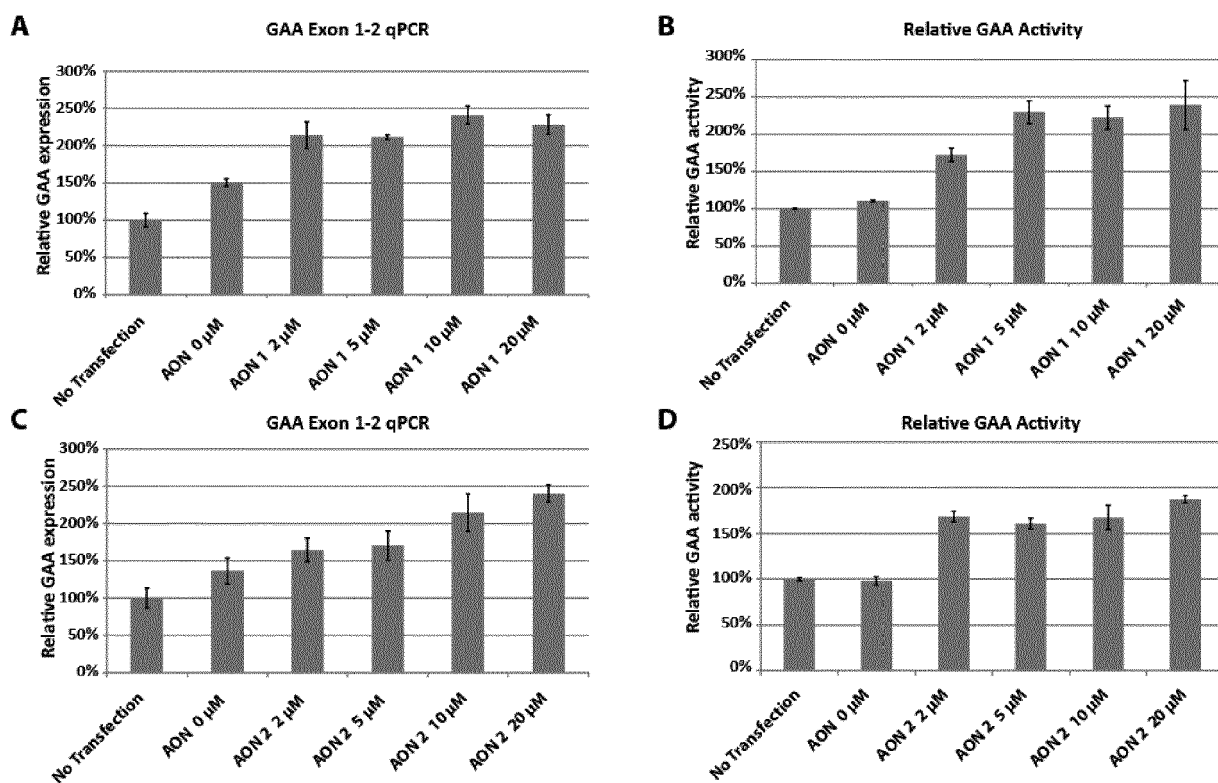 A
GAA Exon 1-2 qPCR
Relative GAA expression
300%
250%
200%
150%
100%
50%
0%
No Transfection
AON 0 µM
AON 1 2 µM
AON 1 5 µM
AON 1 10 µM
AON 1 20 µM
B
Relative GAA Activity
Relative GAA activity
300%
250%
200%
150%
100%
50%
0%
No Transfection
AON 0 µM
AON 1 2 µM
AON 1 5 µM
AON 1 10 µM
AON 1 20 µM
C
GAA Exon 1-2 qPCR
Relative GAA expression
300%
250%
200%
150%
100%
50%
0%
No Transfection
AON 0 µM
AON 2 2 µM
AON 2 5 µM
AON 2 10 µM
AON 2 20 µM
D
Relative GAA Activity
Relative GAA activity
250%
200%
150%
100%
50%
0%
No Transfection
AON 0 µM
AON 2 2 µM
AON 2 5 µM
AON 2 10 µM
AON 2 20 µM